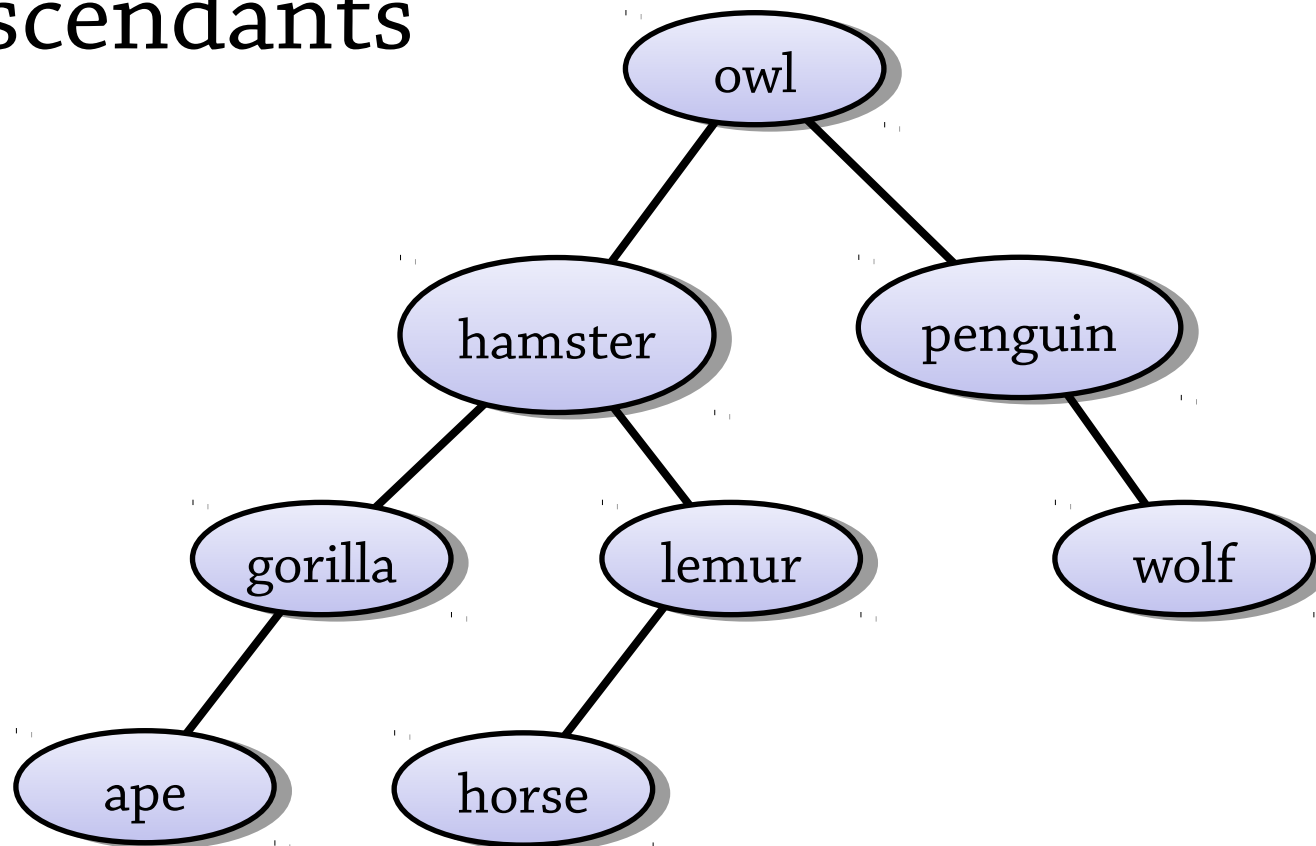 scendants
owl
hamster
penguin
gorilla
lemur
wolf
ape
horse